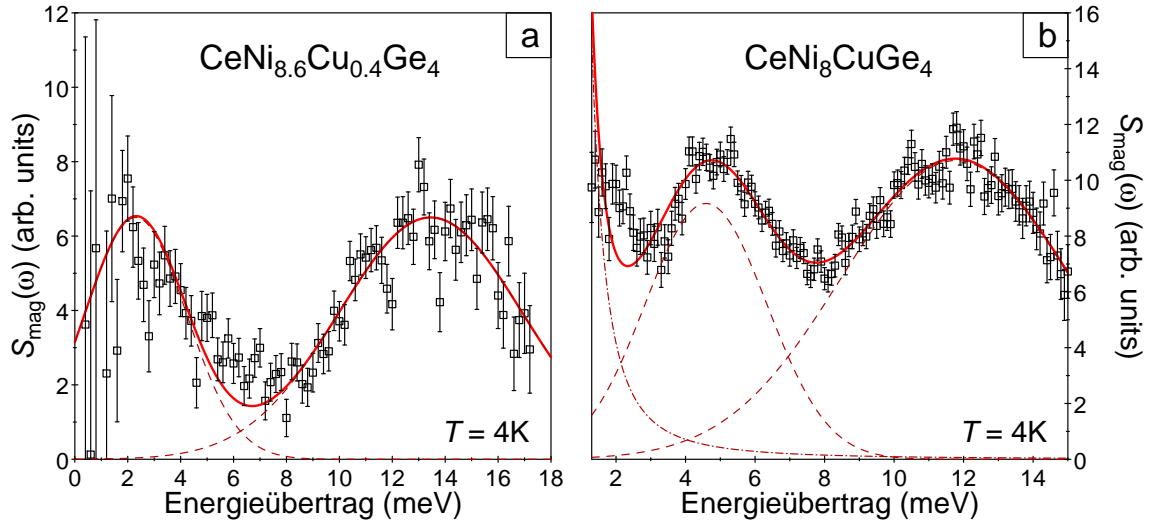 a
CeNi8.6Cu0.4Ge4
12
10
8
6
4
2
0
Smag(ω) (arb. units)
T = 4K
0 2 4 6 8 10 12 14 16 18
Energieübertrag (meV)
b
CeNi8CuGe4
16
14
12
10
8
6
4
2
0
Smag(ω) (arb. units)
T = 4K
2 4 6 8 10 12 14
Energieübertrag (meV)